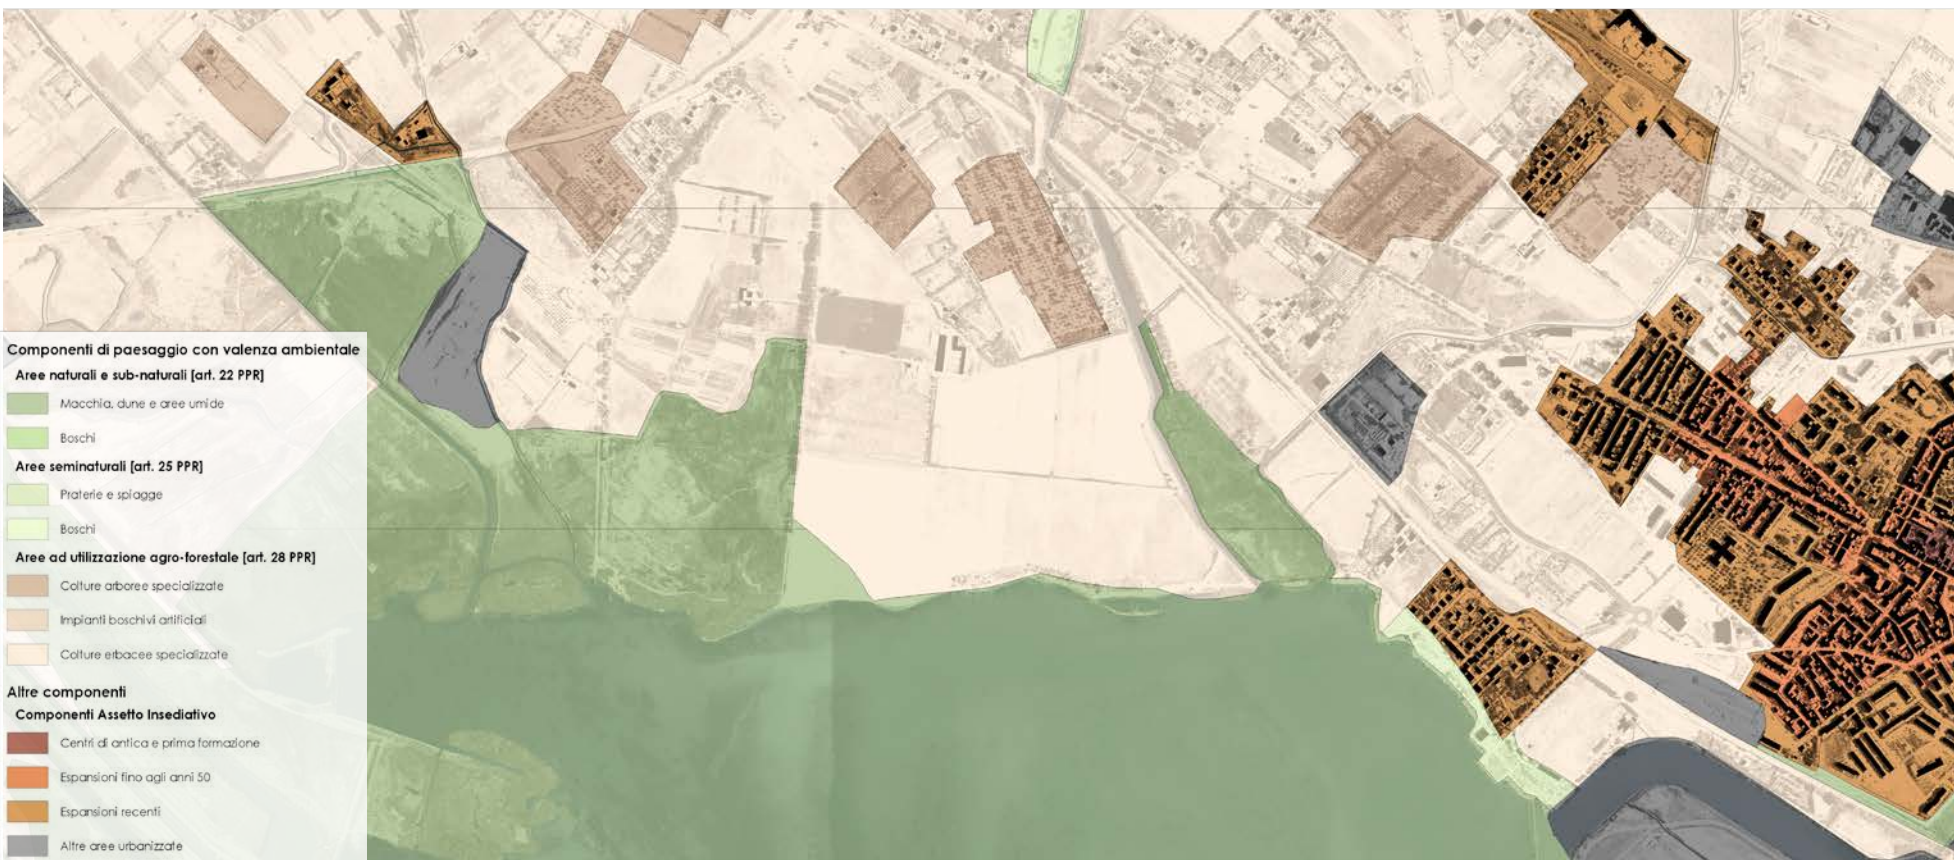 Componenti di paesaggio con valenza ambientale
Aree naturali e sub-naturali [art. 22 PPR]
Macchia, dune e aree umide
Boschi
Aree seminaturali [art. 25 PPR]
Praterie e spiagge
Boschi
Aree ad utilizzazione agro-forestale [art. 28 PPR]
Colture arboree specializzate
Impianti boschivi artificiali
Colture erbacee specializzate
Altre componenti
Componenti Assetto Insediativo
Centri di antica e prima formazione
Espansioni fino agli anni 50
Espansioni recenti
Altre aree urbanizzate